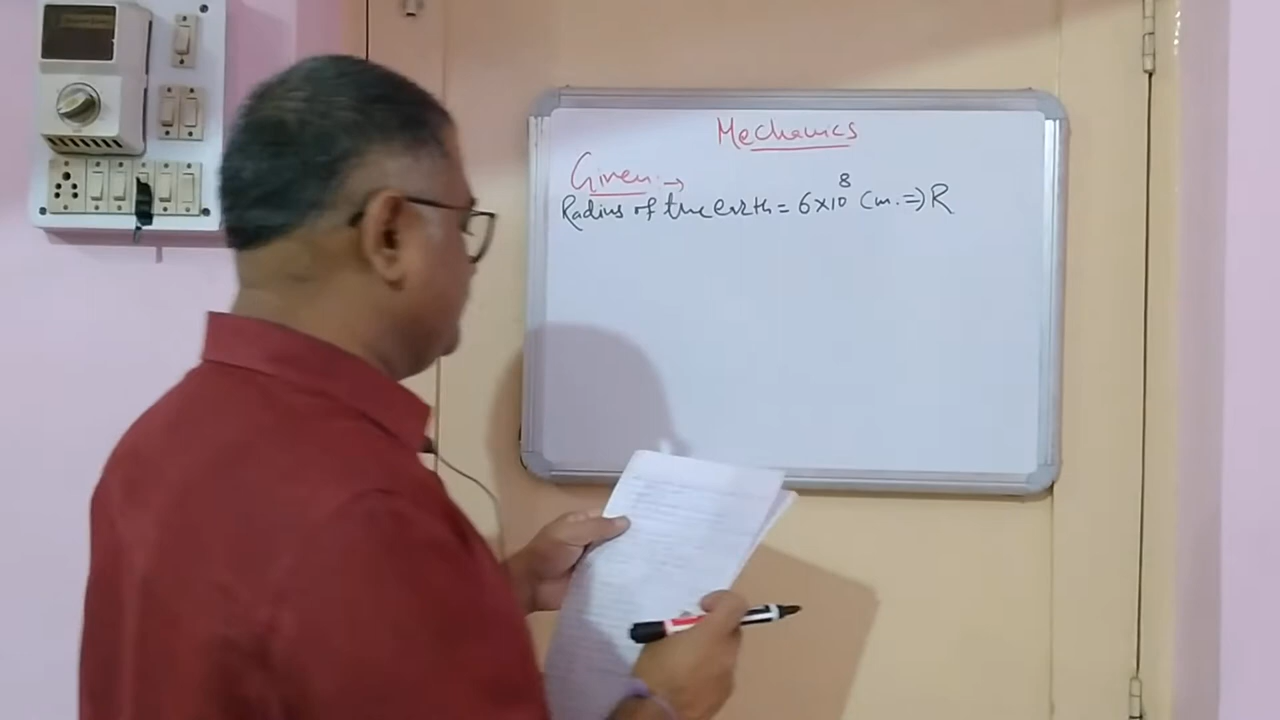 Mechanics
Given:→
Radius of the earth = 6×10⁸ Cm. ⇒ R